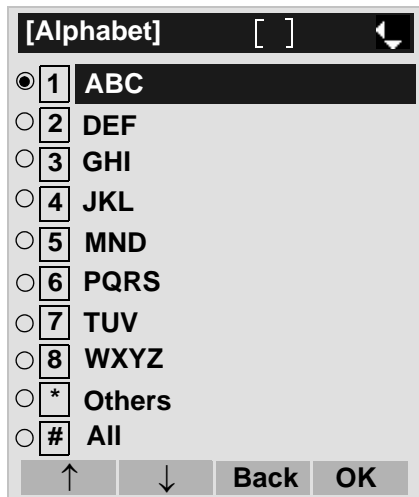 [Alphabet] [ ]
1 ABC
2 DEF
3 GHI
4 JKL
5 MND
6 PQRS
7 TUV
8 WXYZ
* Others
# All
↑ ↓ Back OK